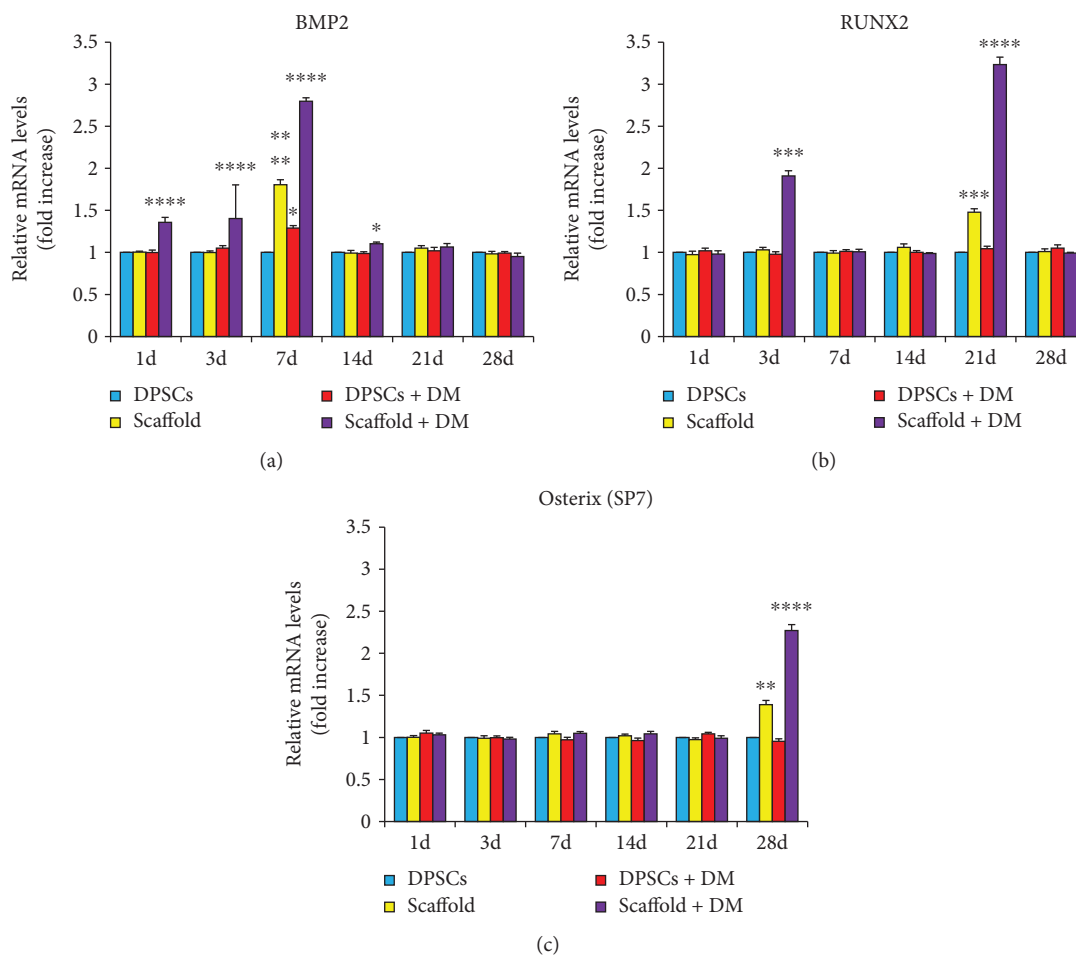 BMP2
Relative mRNA levels
(fold increase)
3.5
3
2.5
2
1.5
1
0.5
0
****
****
**
**
*
****
*
1d 3d 7d 14d 21d 28d
DPSCs
Scaffold
DPSCs + DM
Scaffold + DM
(a)
RUNX2
Relative mRNA levels
(fold increase)
3.5
3
2.5
2
1.5
1
0.5
0
***
***
****
1d 3d 7d 14d 21d 28d
DPSCs
Scaffold
DPSCs + DM
Scaffold + DM
(b)
Osterix (SP7)
Relative mRNA levels
(fold increase)
3.5
3
2.5
2
1.5
1
0.5
0
**
****
1d 3d 7d 14d 21d 28d
DPSCs
Scaffold
DPSCs + DM
Scaffold + DM
(c)